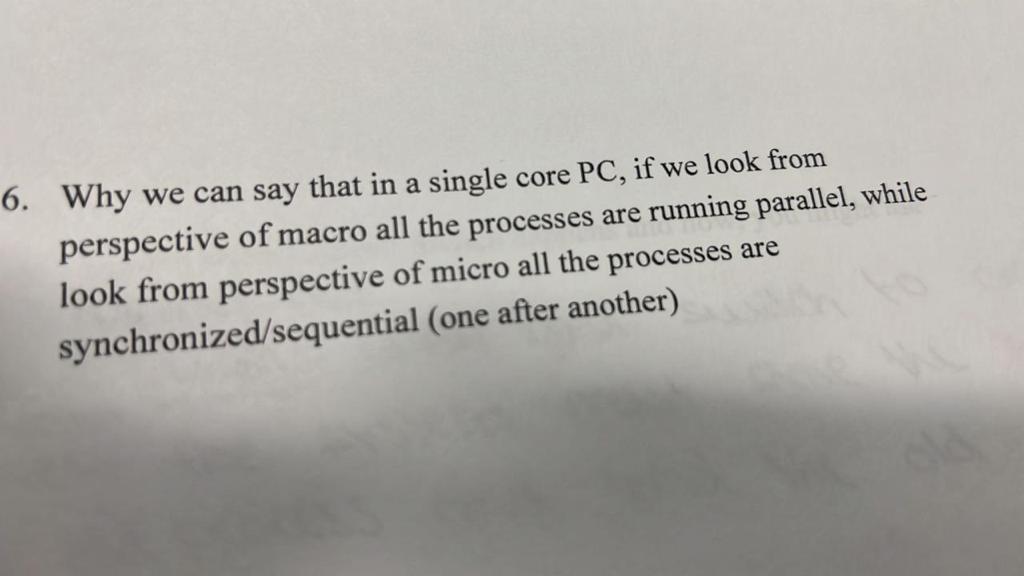 6. Why we can say that in a single core PC, if we look from
perspective of macro all the processes are running parallel, while
look from perspective of micro all the processes are
synchronized/sequential (one after another)